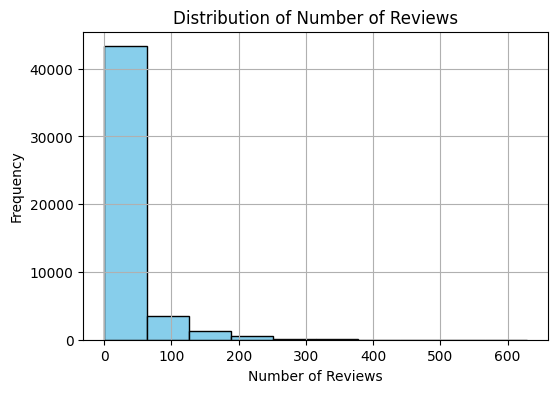 Distribution of Number of Reviews
40000
30000
20000
10000
0
Frequency
0 100 200 300 400 500 600
Number of Reviews